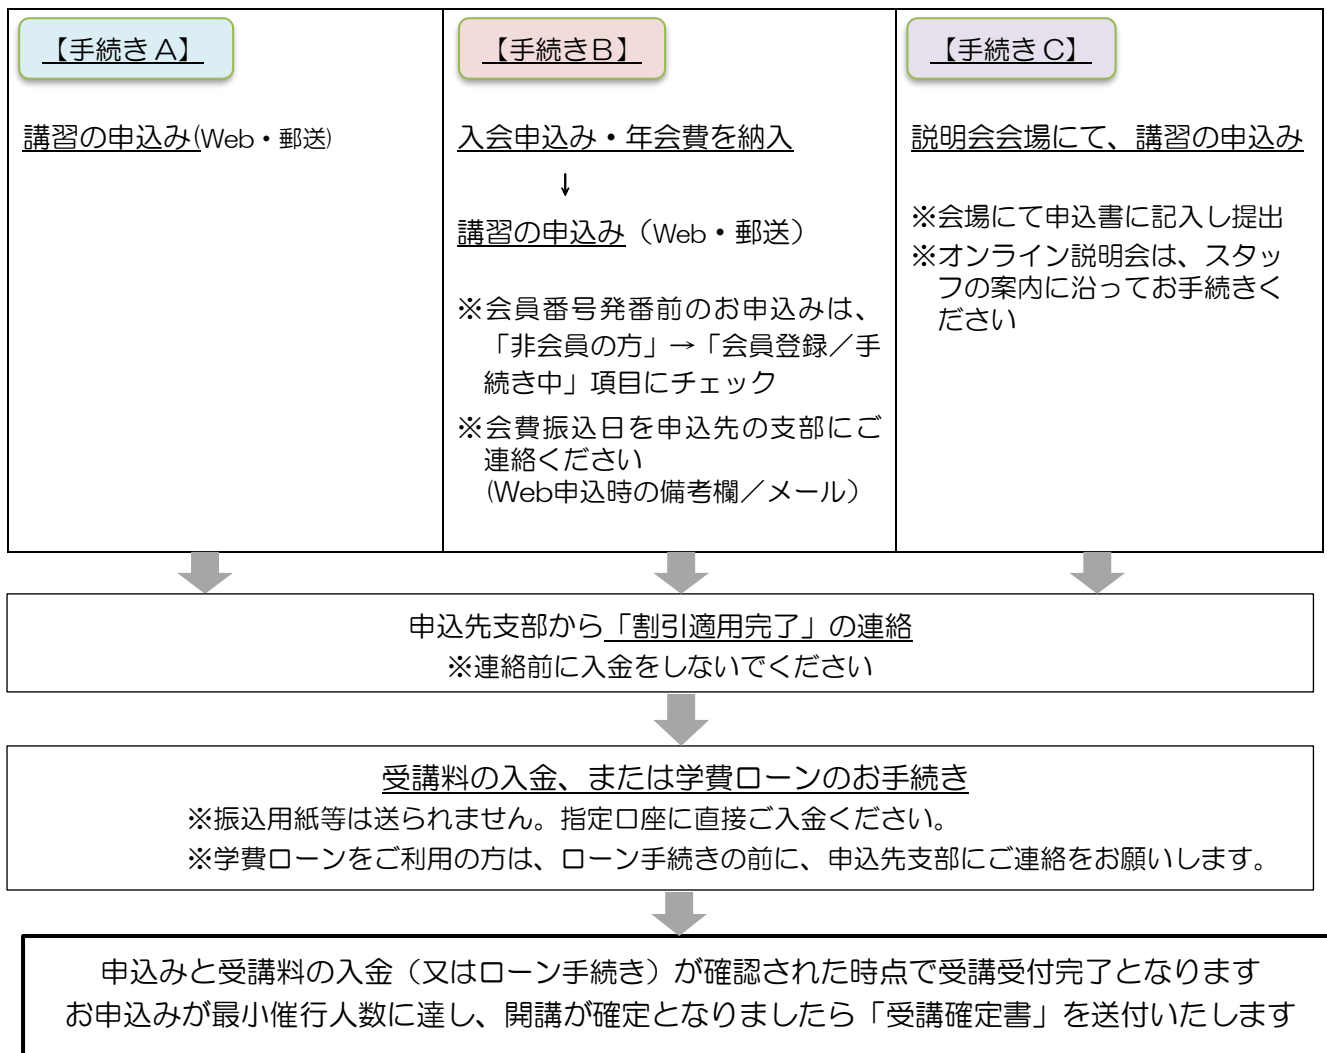 【手続きA】
講習の申込み(Web・郵送)
【手続きB】
入会申込み・年会費を納入
↓
講習の申込み（Web・郵送）
※会員番号発番前のお申込みは、
「非会員の方」→「会員登録／手
続き中」項目にチェック
※会費振込日を申込先の支部にご
連絡ください
(Web申込時の備考欄／メール）
【手続きC】
説明会会場にて、講習の申込み
※会場にて申込書に記入し提出
※オンライン説明会は、スタッ
フの案内に沿ってお手続きく
ださい
申込先支部から「割引適用完了」の連絡
※連絡前に入金をしないでください
受講料の入金、または学費ローンのお手続き
※振込用紙等は送られません。指定口座に直接ご入金ください。
※学費ローンをご利用の方は、ローン手続きの前に、申込先支部にご連絡をお願いします。
申込みと受講料の入金（又はローン手続き）が確認された時点で受講受付完了となります
お申込みが最小催行人数に達し、開講が確定となりましたら「受講確定書」を送付いたします